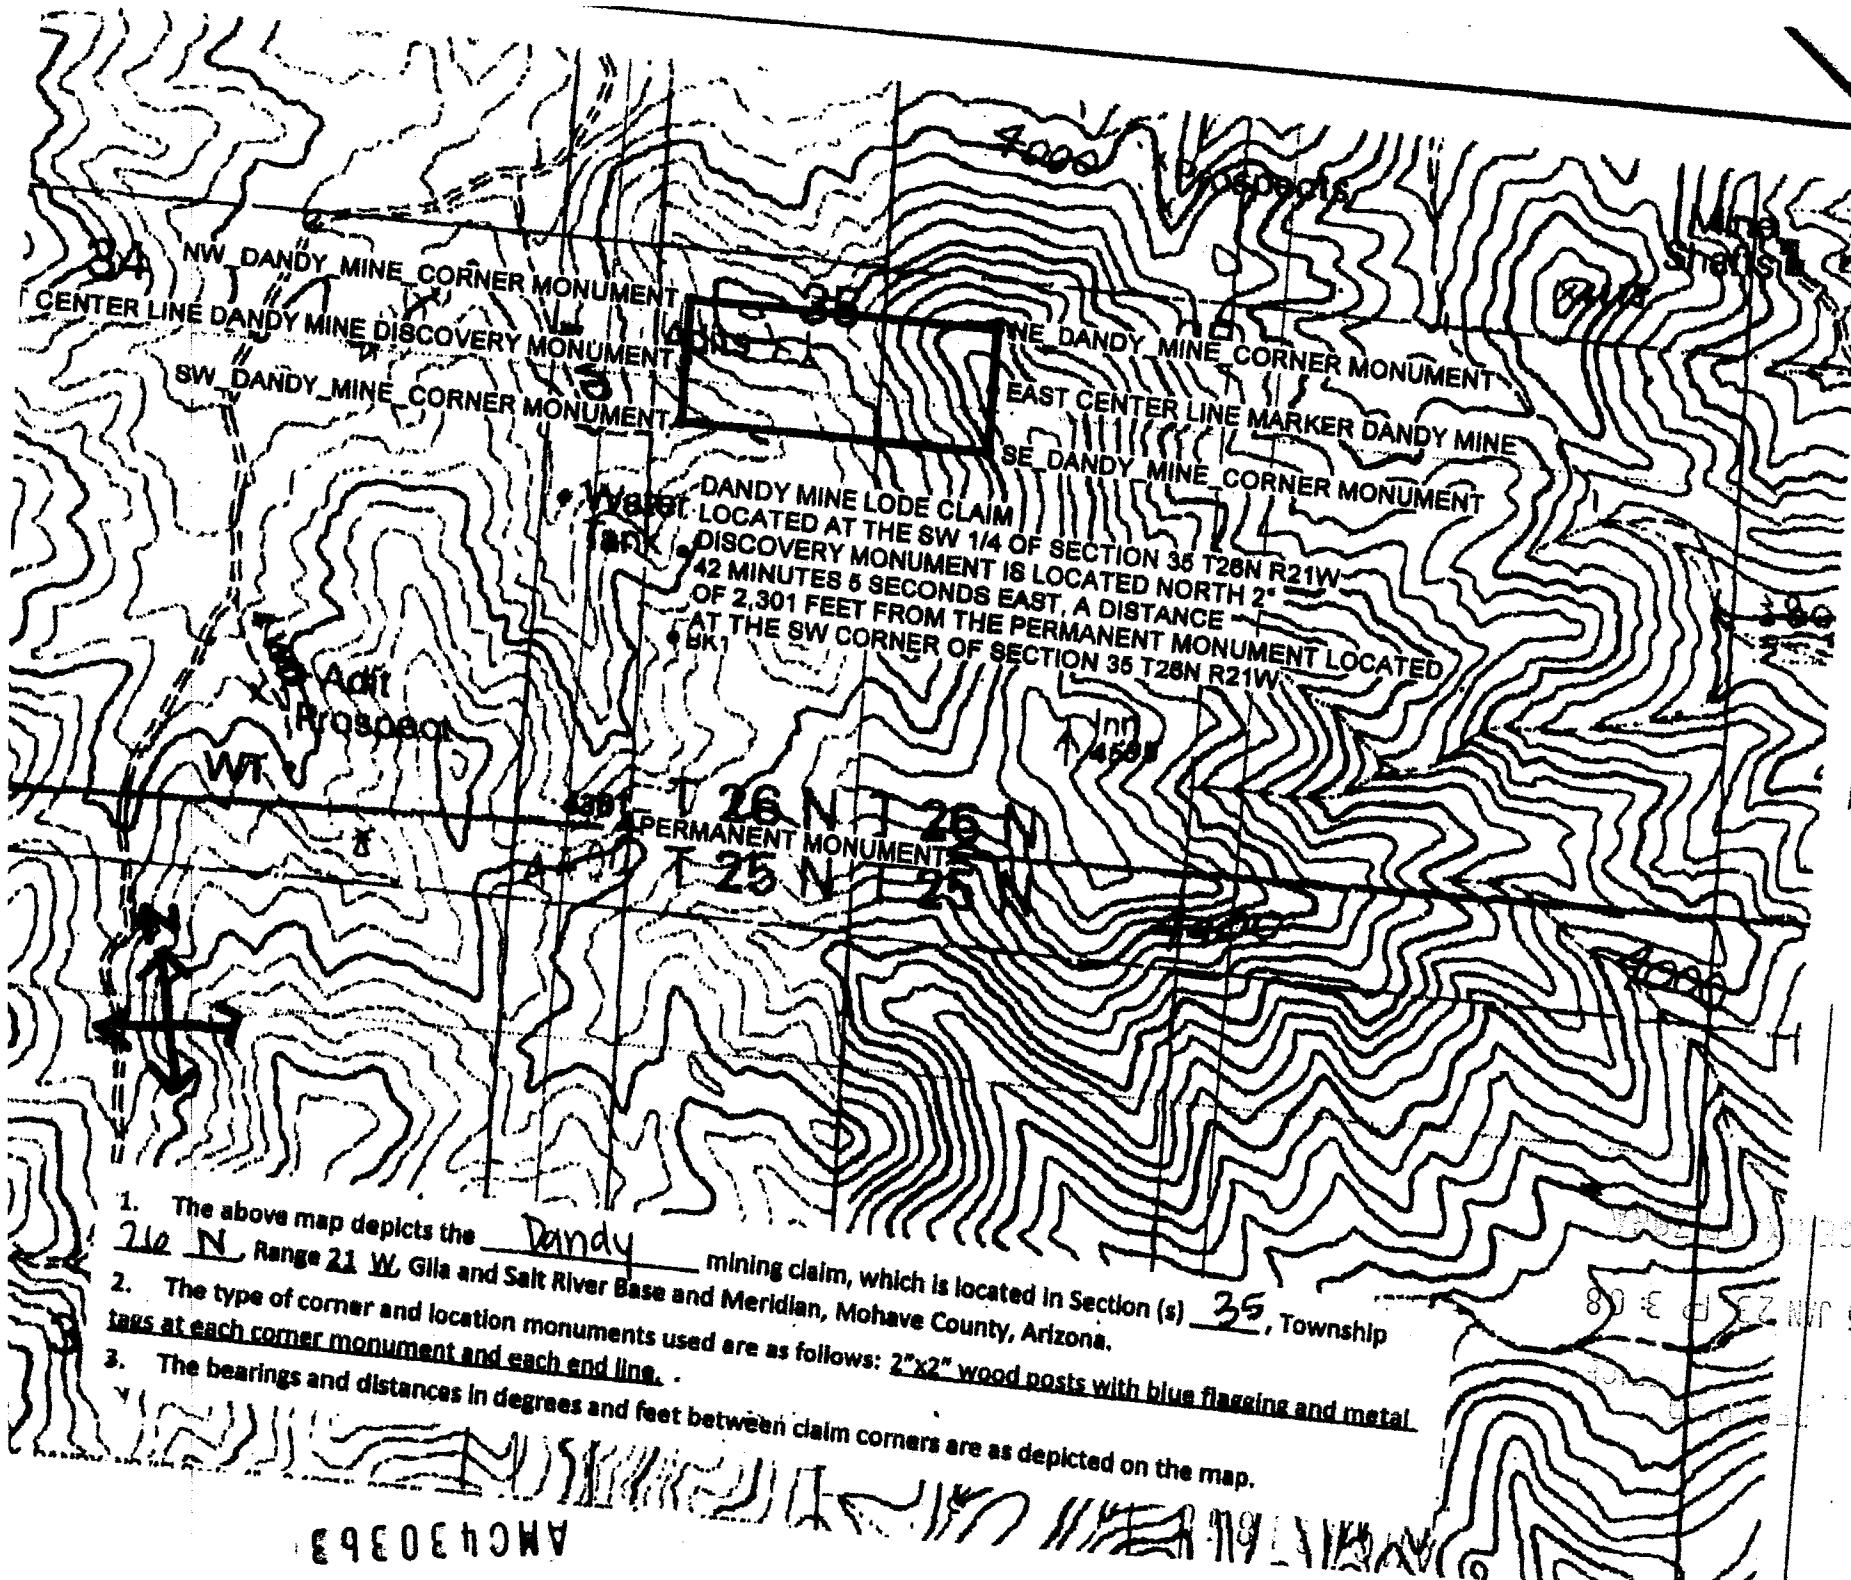 4000
Prospects
Mine
Shafts
34
NW_DANDY_MINE_CORNER MONUMENT
35
CENTER LINE DANDY MINE DISCOVERY MONUMENT
Adits
NE_DANDY_MINE_CORNER MONUMENT
SW_DANDY_MINE_CORNER MONUMENT
EAST CENTER LINE MARKER DANDY MINE
SE_DANDY_MINE_CORNER MONUMENT
Water
Tank
DANDY MINE LODE CLAIM
LOCATED AT THE SW 1/4 OF SECTION 35 T26N R21W
DISCOVERY MONUMENT IS LOCATED NORTH 2°
42 MINUTES 5 SECONDS EAST, A DISTANCE
OF 2,301 FEET FROM THE PERMANENT MONUMENT LOCATED
AT THE SW CORNER OF SECTION 35 T26N R21W
BK1
Adit
Prospect
WT
T 26 N T 26 N
PERMANENT MONUMENT
T 25 N T 25 N
4400
4000
N
1. The above map depicts the Dandy mining claim, which is located in Section (s) 35, Township
26 N, Range 21 W, Gila and Salt River Base and Meridian, Mohave County, Arizona.
2. The type of corner and location monuments used are as follows: 2"x2" wood posts with blue flagging and metal
tags at each corner monument and each end line.
3. The bearings and distances in degrees and feet between claim corners are as depicted on the map.
AMC430363